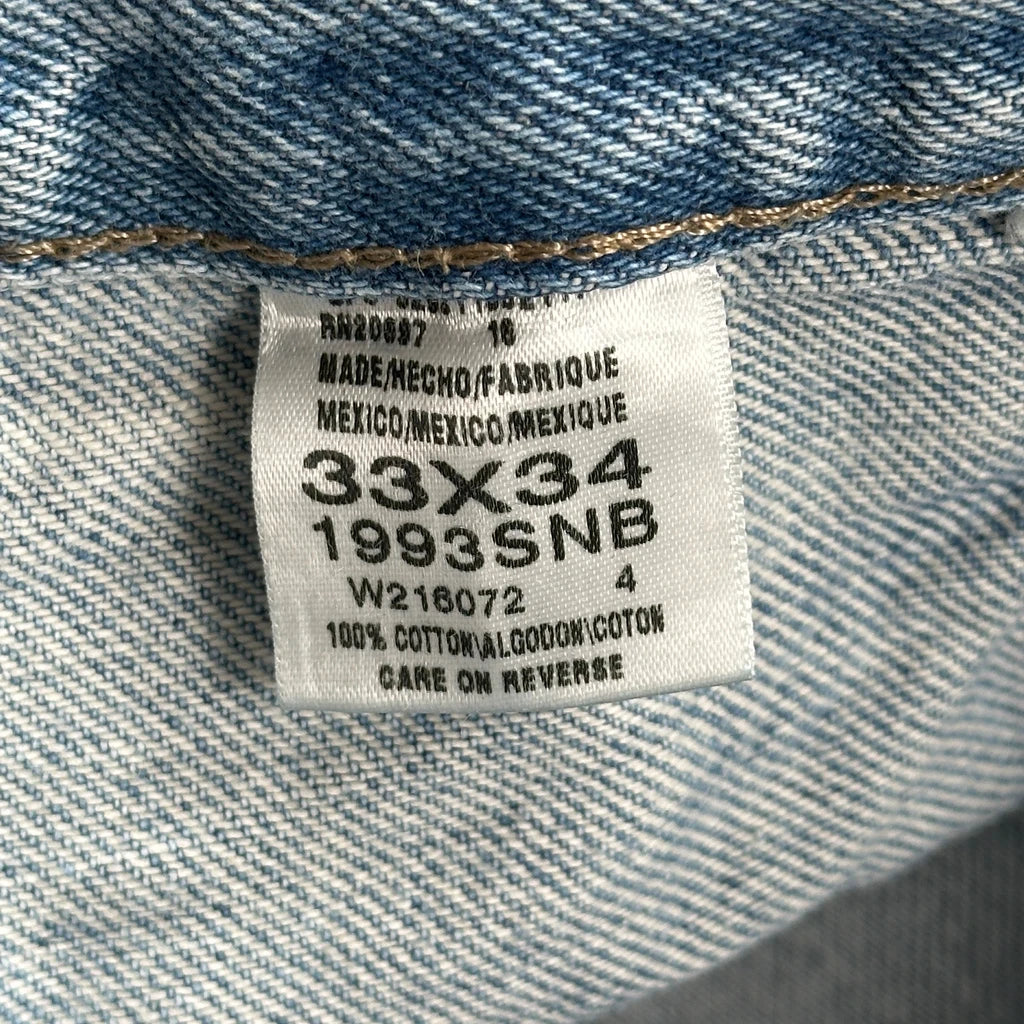 RN20697 16
MADE/HECHO/FABRIQUE
MEXICO/MEXICO/MEXIQUE
33X34
1993SNB
W216072 4
100% COTTON\ALGODON\COTON
CARE ON REVERSE